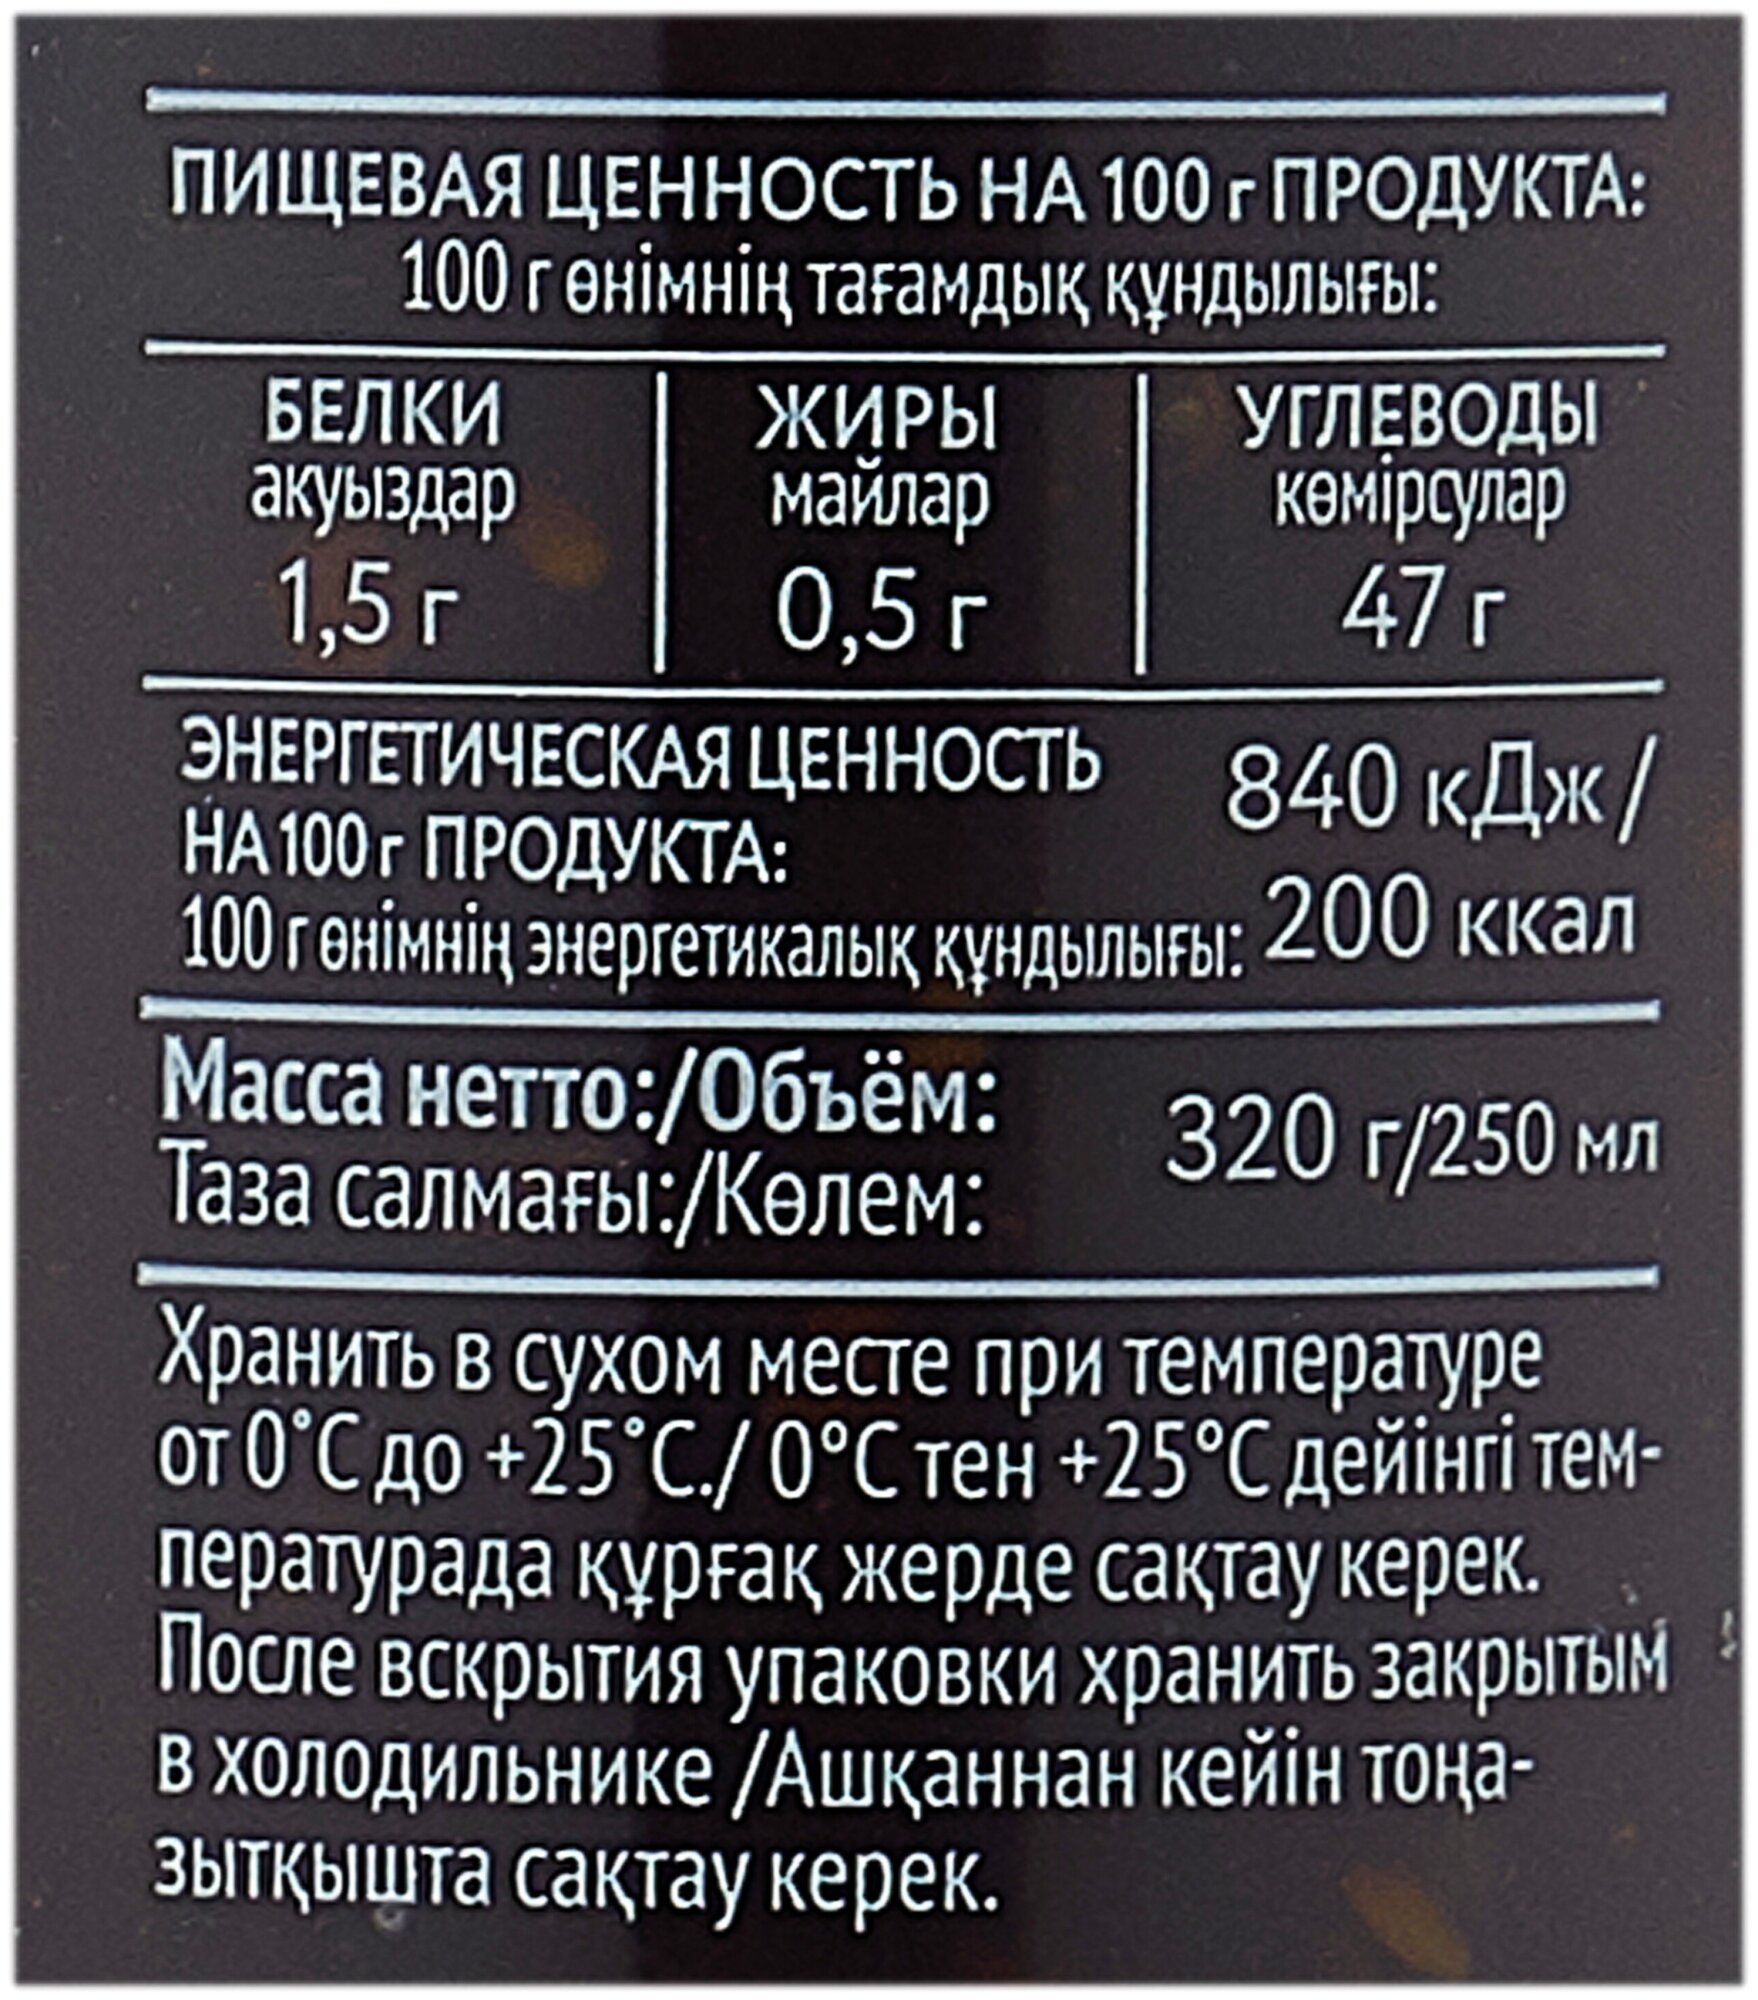 ПИЩЕВАЯ ЦЕННОСТЬ НА 100 г ПРОДУКТА:
100 г өнімнің тағамдық құндылығы:
БЕЛКИ ЖИРЫ УГЛЕВОДЫ
акуыздар майлар көмірсулар
1,5 г 0,5 г 47 г
ЭНЕРГЕТИЧЕСКАЯ ЦЕННОСТЬ 840 кДж /
НА 100 г ПРОДУКТА:
100 г өнімнің энергетикалық құндылығы: 200 ккал
Масса нетто:/Объём: 320 г/250 мл
Таза салмағы:/Көлем:
Хранить в сухом месте при температуре
от 0˚С до +25˚С./ 0°С тен +25°С дейінгі тем-
пературада құрғақ жерде сақтау керек.
После вскрытия упаковки хранить закрытым
в холодильнике /Ашқаннан кейін тоңа-
зытқышта сақтау керек.